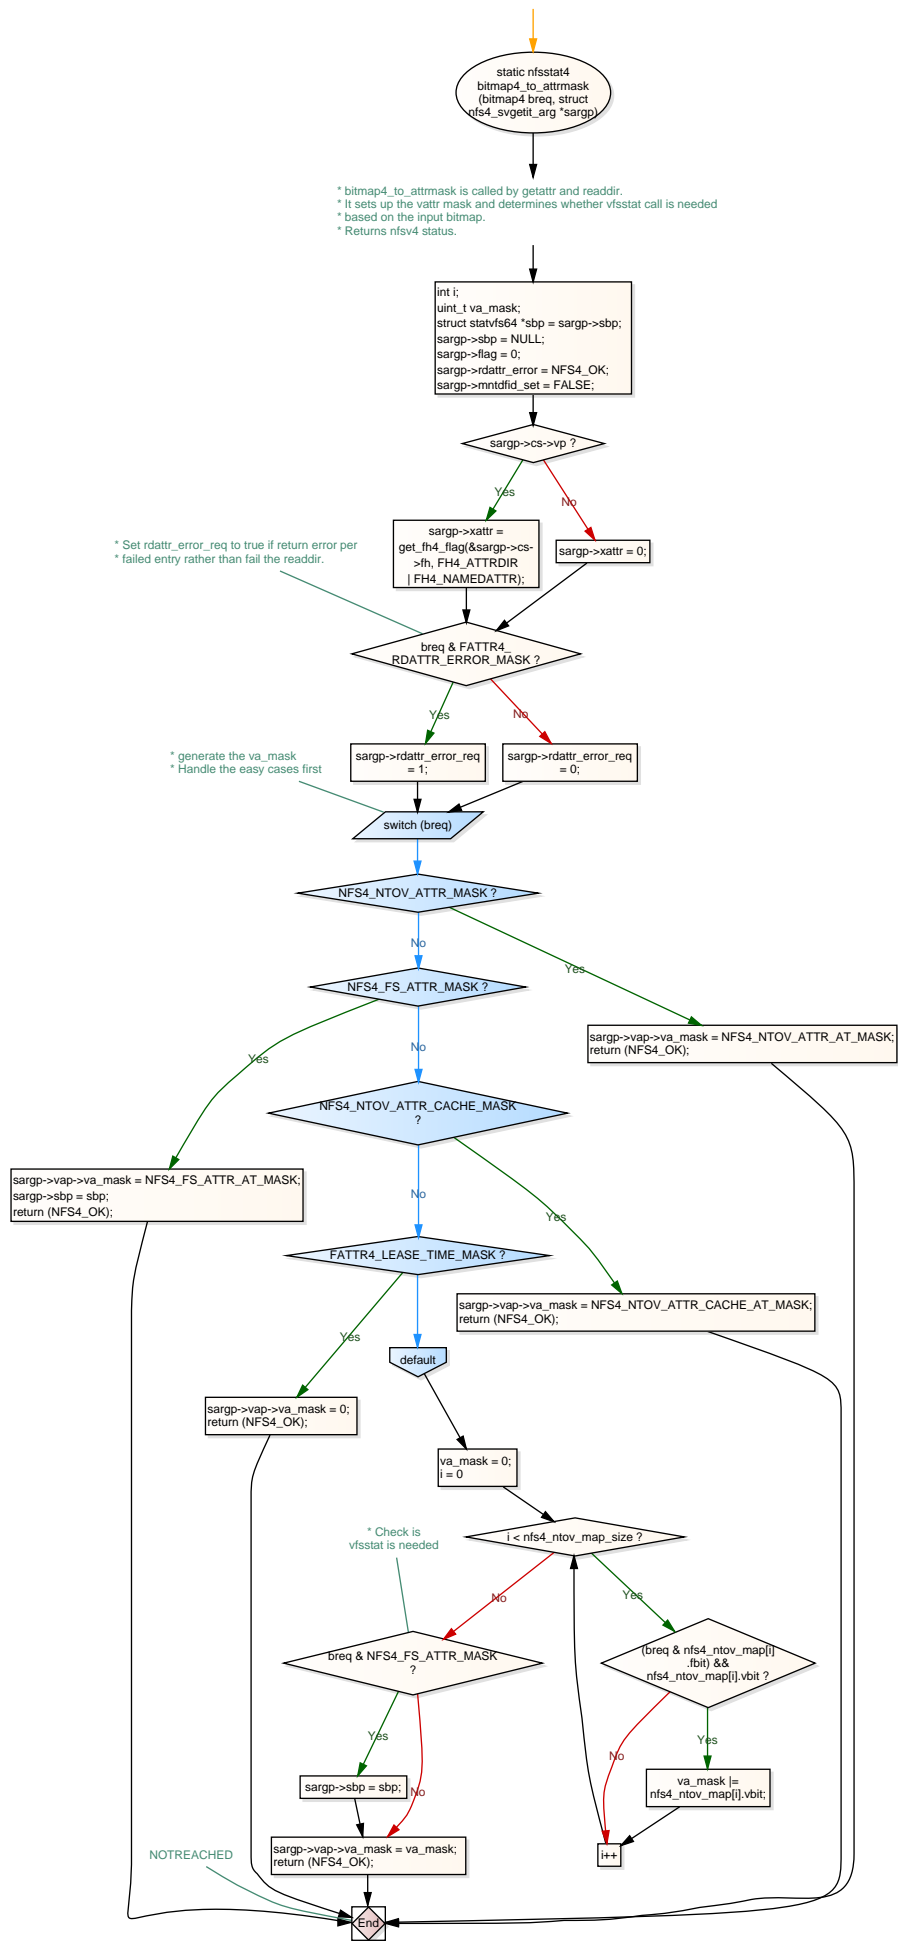 static nfsstat4
bitmap4_to_attrmask
(bitmap4 breq, struct
nfs4_svgetit_arg *sargp)
* bitmap4_to_attrmask is called by getattr and readdir.
* It sets up the vattr mask and determines whether vfsstat call is needed
* based on the input bitmap.
* Returns nfsv4 status.
int i;
uint_t va_mask;
struct statvfs64 *sbp = sargp->sbp;
sargp->sbp = NULL;
sargp->flag = 0;
sargp->rdattr_error = NFS4_OK;
sargp->mntdfid_set = FALSE;
sargp->cs->vp ?
Yes
No
sargp->xattr =
get_fh4_flag(&sargp->cs-
>fh, FH4_ATTRDIR
| FH4_NAMEDATTR);
sargp->xattr = 0;
* Set rdattr_error_req to true if return error per
* failed entry rather than fail the readdir.
breq & FATTR4_
RDATTR_ERROR_MASK ?
Yes
No
sargp->rdattr_error_req
= 1;
sargp->rdattr_error_req
= 0;
* generate the va_mask
* Handle the easy cases first
switch (breq)
NFS4_NTOV_ATTR_MASK ?
No
Yes
NFS4_FS_ATTR_MASK ?
sargp->vap->va_mask = NFS4_NTOV_ATTR_AT_MASK;
return (NFS4_OK);
Yes
No
NFS4_NTOV_ATTR_CACHE_MASK
?
sargp->vap->va_mask = NFS4_FS_ATTR_AT_MASK;
sargp->sbp = sbp;
return (NFS4_OK);
No
Yes
FATTR4_LEASE_TIME_MASK ?
sargp->vap->va_mask = NFS4_NTOV_ATTR_CACHE_AT_MASK;
return (NFS4_OK);
Yes
default
sargp->vap->va_mask = 0;
return (NFS4_OK);
va_mask = 0;
i = 0
i < nfs4_ntov_map_size ?
* Check is
vfsstat is needed
No
Yes
breq & NFS4_FS_ATTR_MASK
?
(breq & nfs4_ntov_map[i]
.fbit) &&
nfs4_ntov_map[i].vbit ?
Yes
No
No
Yes
sargp->sbp = sbp;
va_mask |=
nfs4_ntov_map[i].vbit;
sargp->vap->va_mask = va_mask;
return (NFS4_OK);
i++
NOTREACHED
End